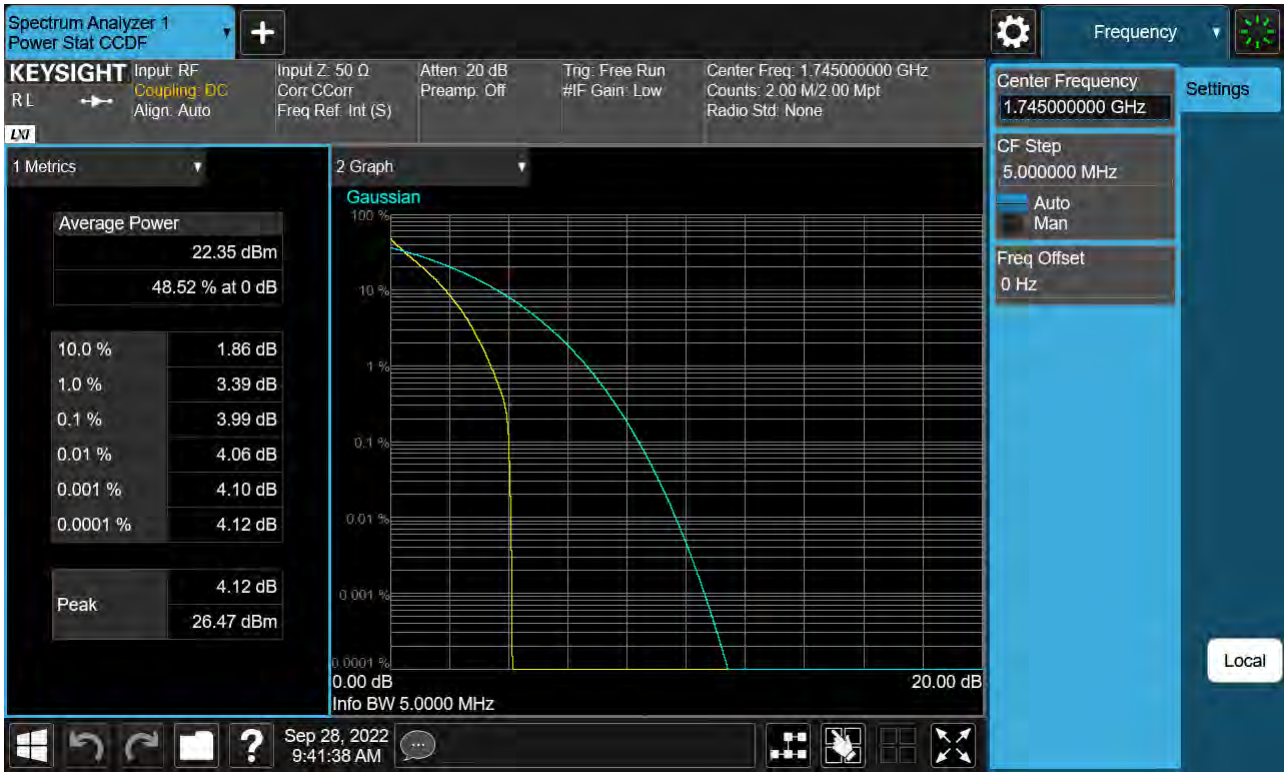 Spectrum Analyzer 1
Power Stat CCDF
Frequency
KEYSIGHT
RL
LXI
Input: RF
Coupling: DC
Align: Auto
Input Z: 50 Ω
Corr CCorr
Freq Ref: Int (S)
Atten: 20 dB
Preamp: Off
Trig: Free Run
#IF Gain: Low
Center Freq: 1.745000000 GHz
Counts: 2.00 M/2.00 Mpt
Radio Std: None
Center Frequency
1.745000000 GHz
Settings
CF Step
5.000000 MHz
Auto
Man
Freq Offset
0 Hz
Local
1 Metrics
Average Power
22.35 dBm
48.52 % at 0 dB
10.0 % 1.86 dB
1.0 % 3.39 dB
0.1 % 3.99 dB
0.01 % 4.06 dB
0.001 % 4.10 dB
0.0001 % 4.12 dB
Peak
4.12 dB
26.47 dBm
2 Graph
Gaussian
100 %
10 %
1 %
0.1 %
0.01 %
0.001 %
0.0001 %
0.00 dB 20.00 dB
Info BW 5.0000 MHz
Sep 28, 2022
9:41:38 AM